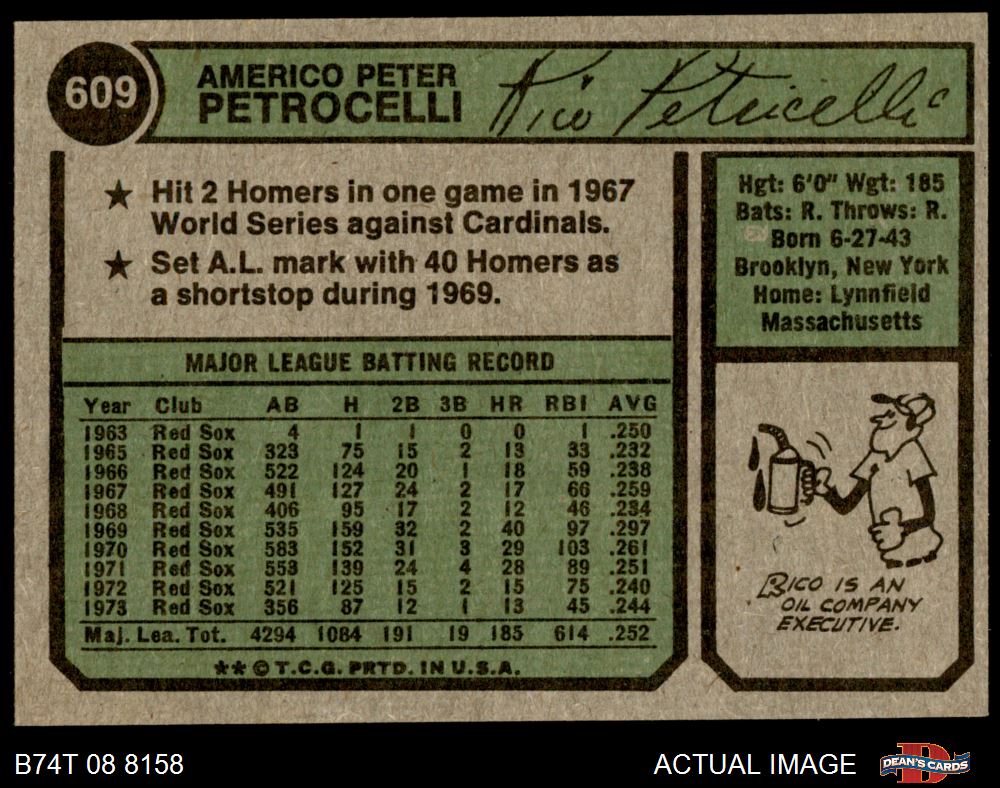 609
AMERICO PETER
PETROCELLI
Rico Petrocelli
★ Hit 2 Homers in one game in 1967
World Series against Cardinals.
★ Set A.L. mark with 40 Homers as
a shortstop during 1969.
Hgt: 6'0" Wgt: 185
Bats: R. Throws: R.
Born 6-27-43
Brooklyn, New York
Home: Lynnfield
Massachusetts
MAJOR LEAGUE BATTING RECORD
Year Club AB H 2B 3B HR RBI AVG
1963 Red Sox 4 1 1 0 0 1 .250
1965 Red Sox 323 75 15 2 13 33 .232
1966 Red Sox 522 124 20 1 18 59 .238
1967 Red Sox 491 127 24 2 17 66 .259
1968 Red Sox 406 95 17 2 12 46 .234
1969 Red Sox 535 159 32 2 40 97 .297
1970 Red Sox 583 152 31 3 29 103 .261
1971 Red Sox 553 139 24 4 28 89 .251
1972 Red Sox 521 125 15 2 15 75 .240
1973 Red Sox 356 87 12 1 13 45 .244
Maj. Lea. Tot. 4294 1084 191 19 185 614 .252
★★ © T.C.G. PRTD. IN U.S.A.
RICO IS AN
OIL COMPANY
EXECUTIVE.
B74T 08 8158
ACTUAL IMAGE
D
DEAN'S CARDS